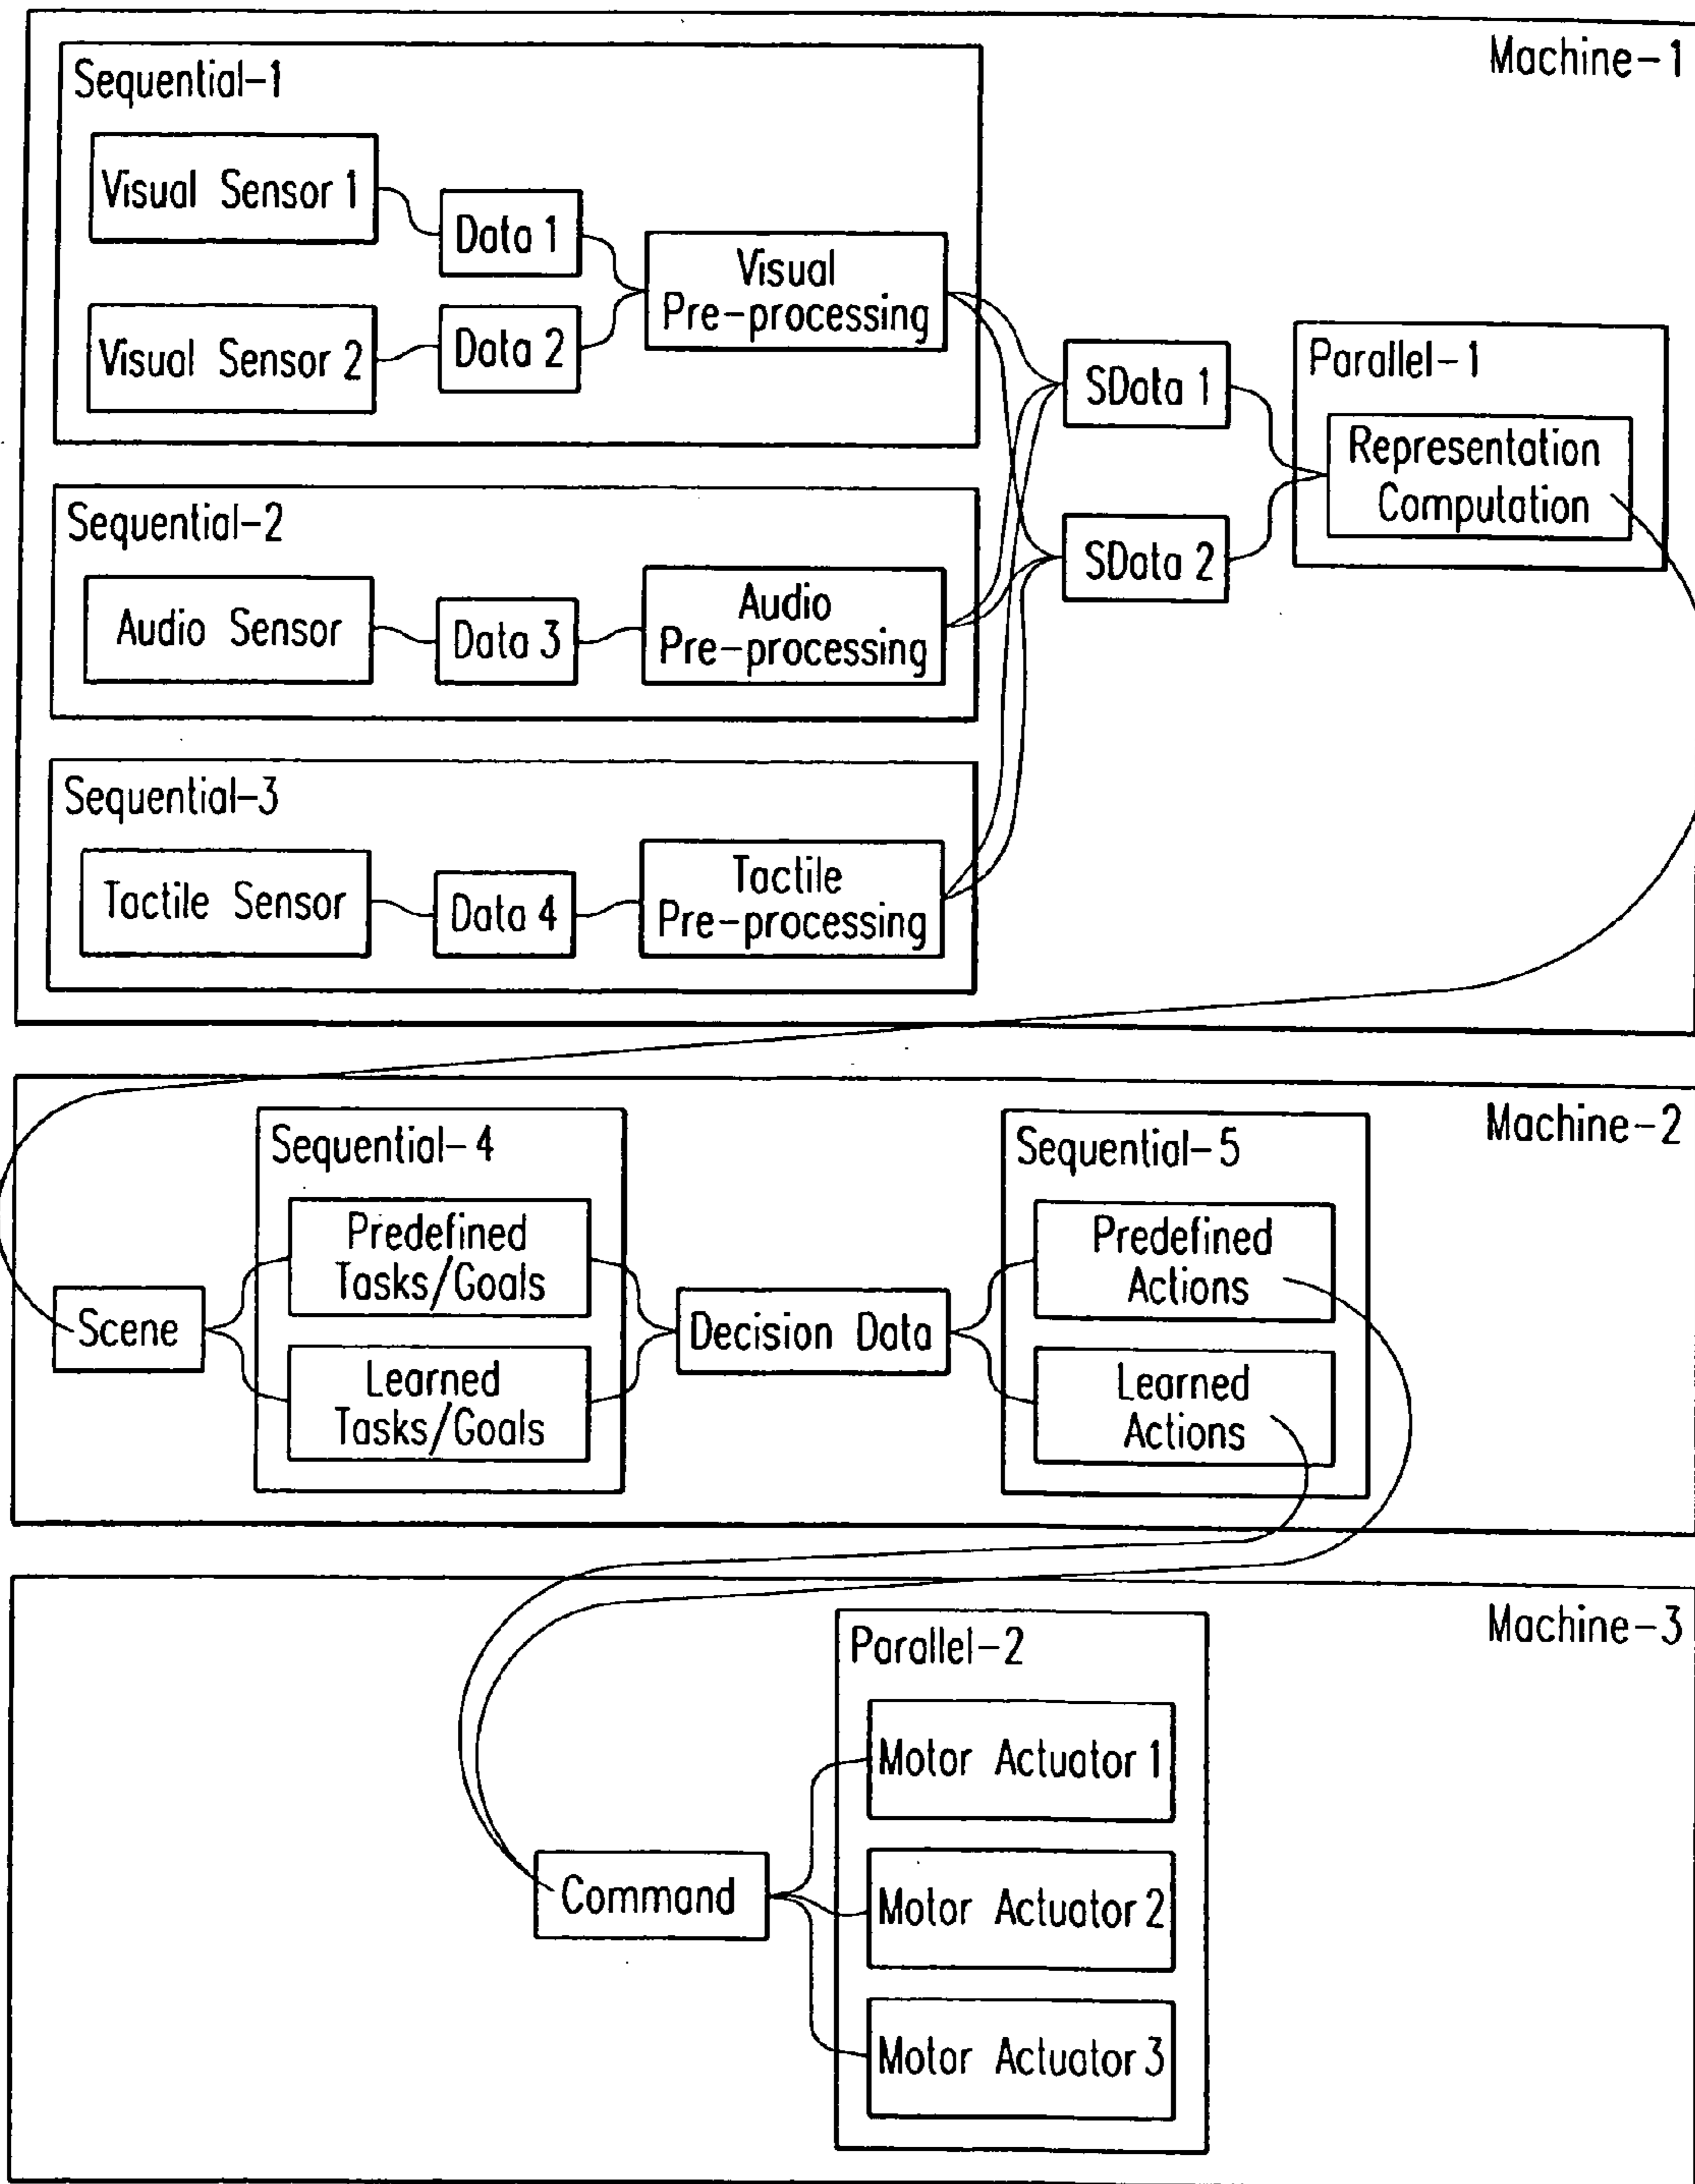 Machine-1
Sequential-1
Visual Sensor 1
Data 1
Visual
Pre-processing
Visual Sensor 2
Data 2
SData 1
Parallel-1
Representation
Computation
Sequential-2
Audio Sensor
Data 3
Audio
Pre-processing
SData 2
Sequential-3
Tactile Sensor
Data 4
Tactile
Pre-processing
Machine-2
Sequential-4
Predefined
Tasks/Goals
Scene
Learned
Tasks/Goals
Decision Data
Sequential-5
Predefined
Actions
Learned
Actions
Machine-3
Parallel-2
Motor Actuator 1
Command
Motor Actuator 2
Motor Actuator 3